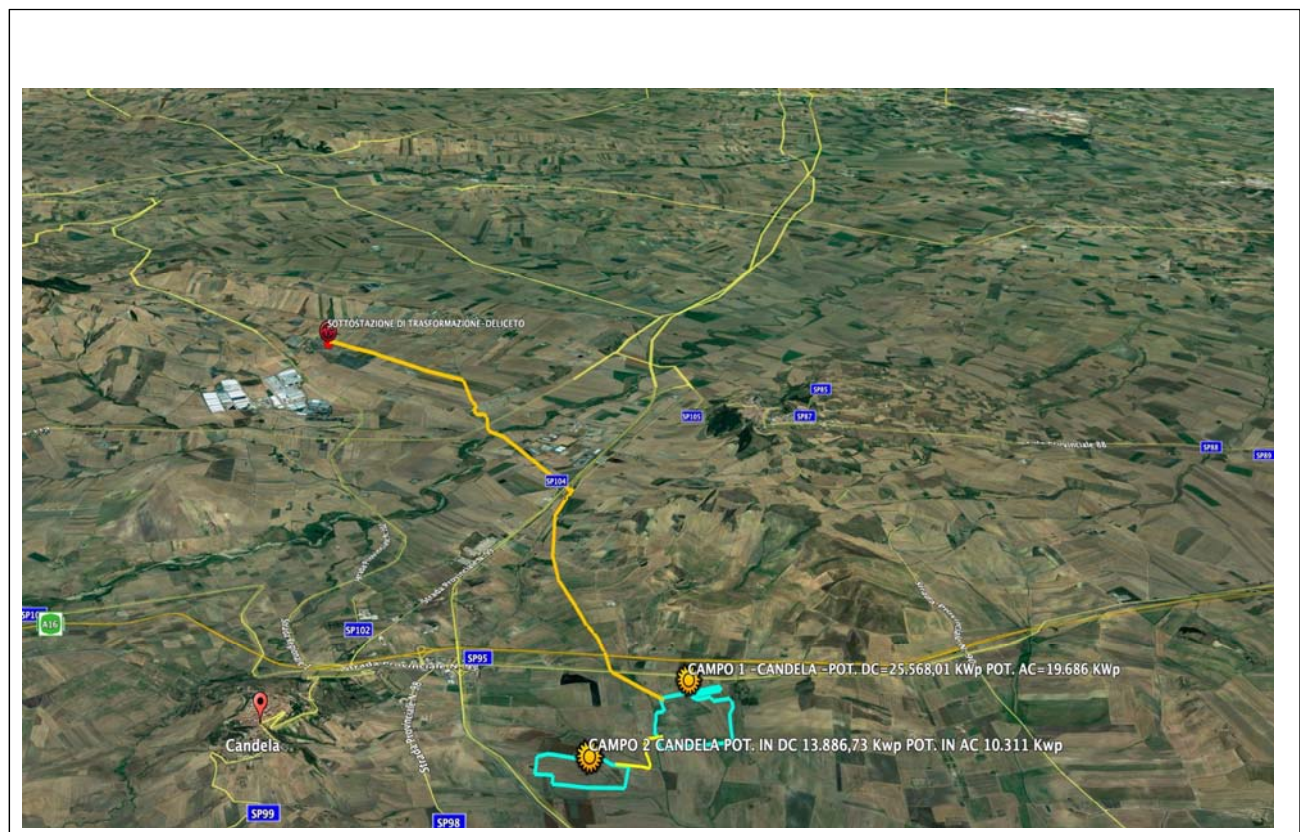 SOTTOSTAZIONE DI TRASFORMAZIONE-DELICETO
SP85
SP87
SP105
SP88
SP89
SP104
A16
SP102
SP95
CAMPO 1 -CANDELA -POT. DC=25.568,01 KWp POT. AC=19.686 KWp
Candela
CAMPO 2 CANDELA POT. IN DC 13.886,73 Kwp POT. IN AC 10.311 Kwp
SP99
SP98